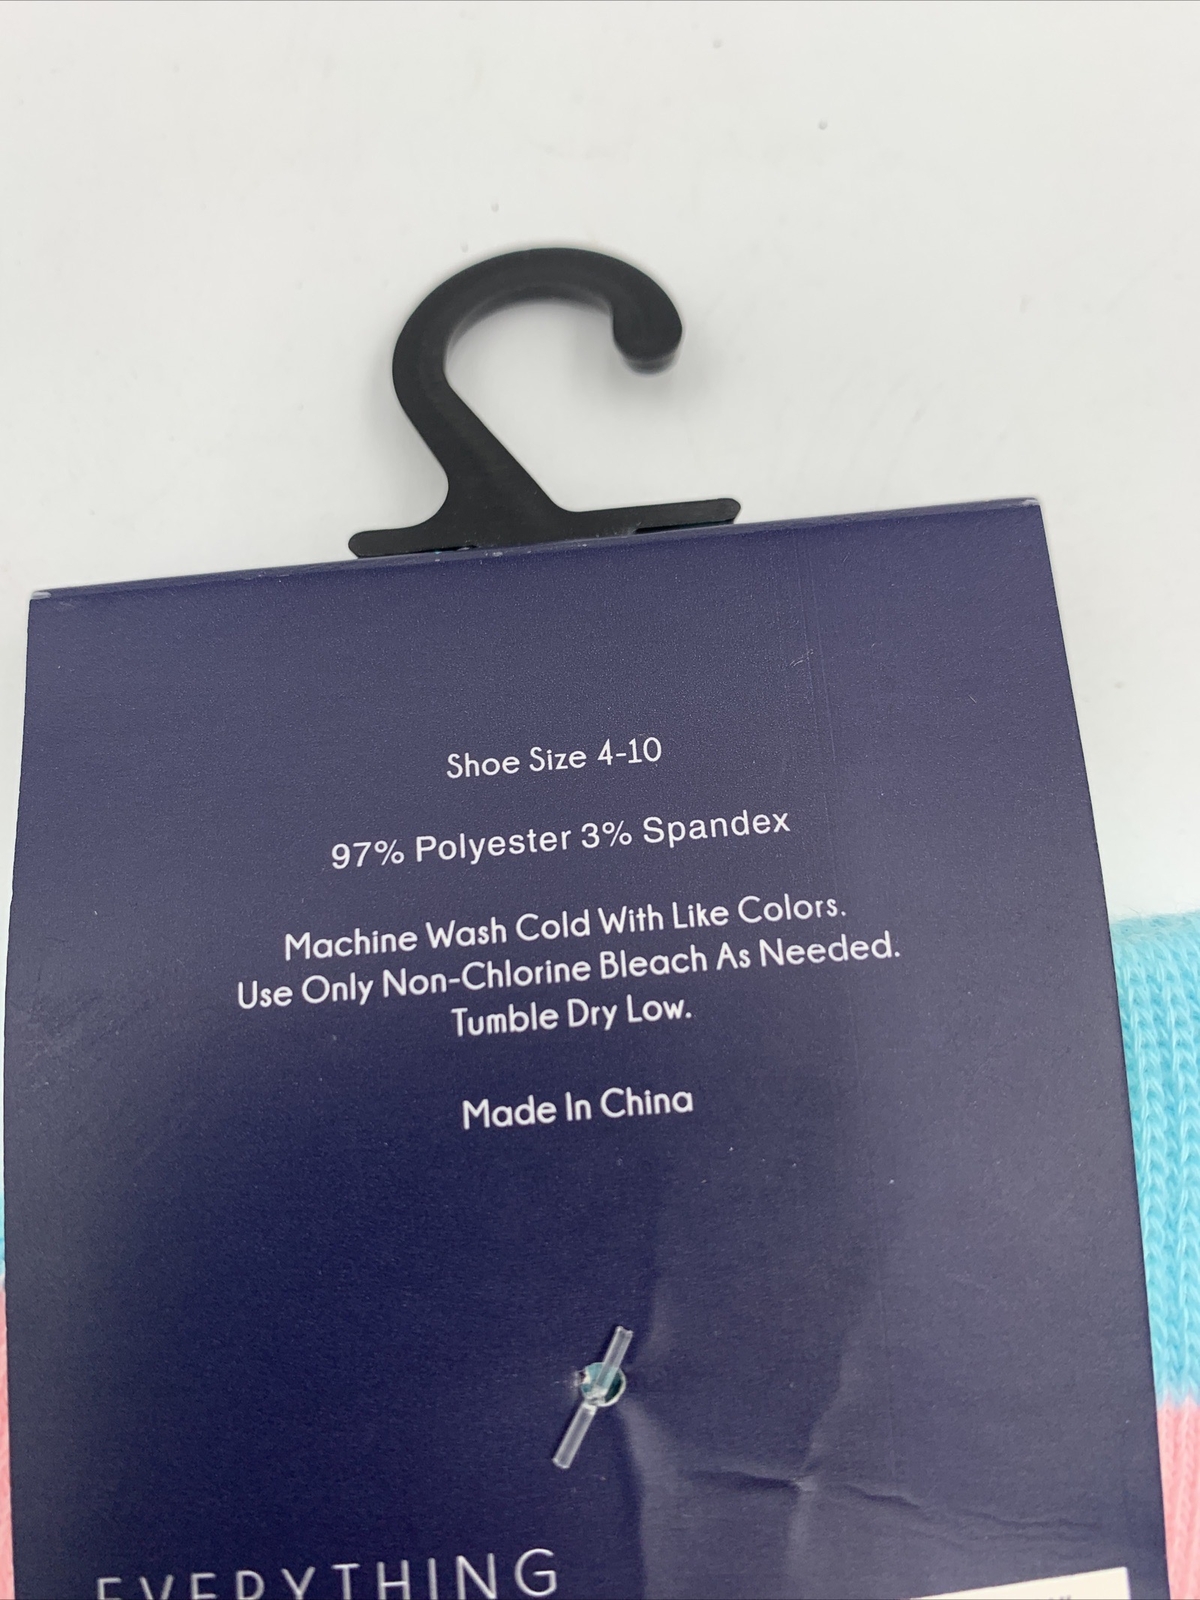 Shoe Size 4-10
97% Polyester 3% Spandex
Machine Wash Cold With Like Colors.
Use Only Non-Chlorine Bleach As Needed.
Tumble Dry Low.
Made In China
EVERYTHING